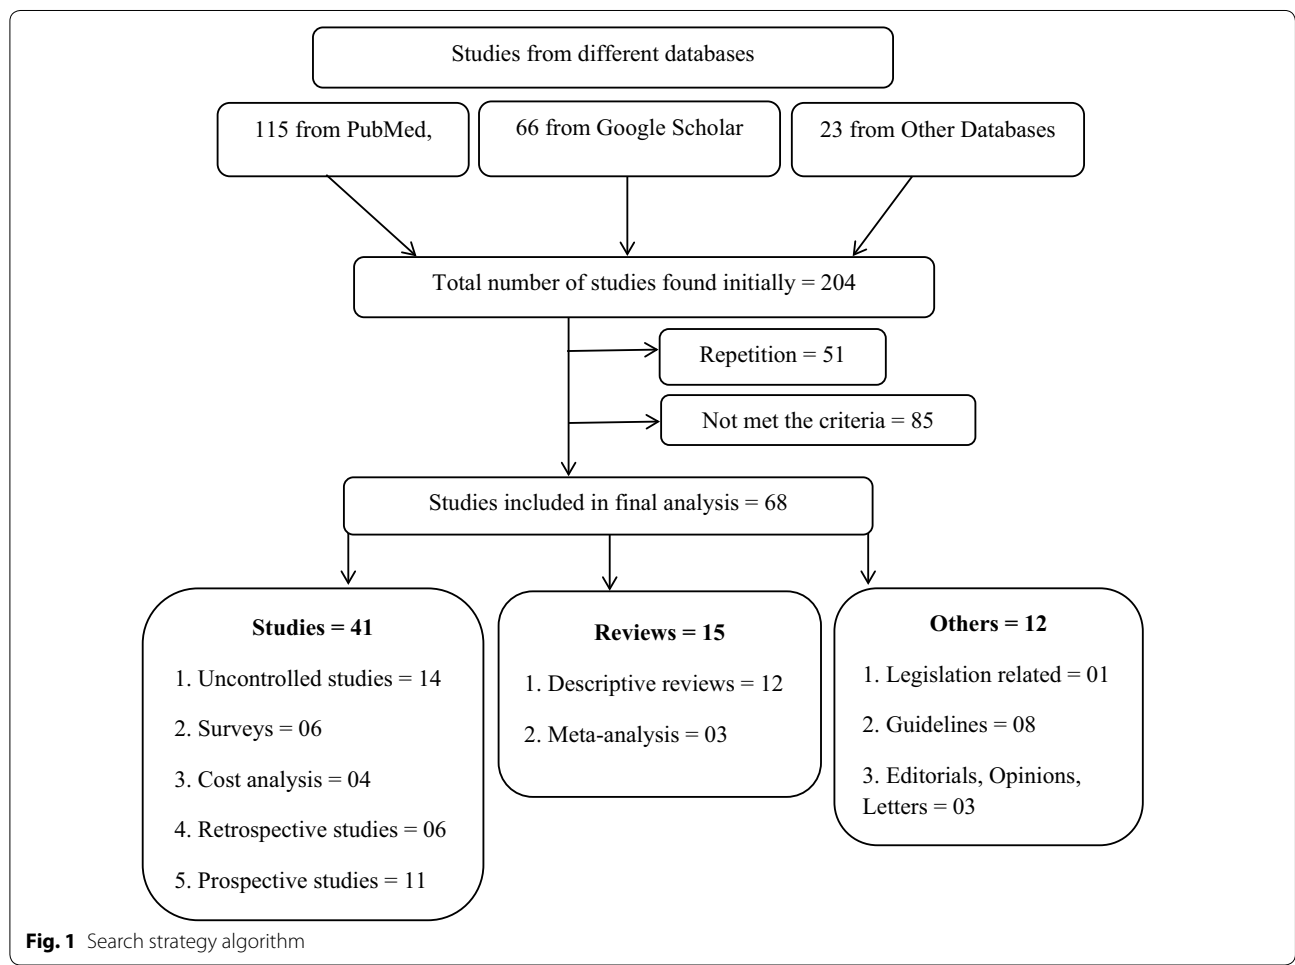 Studies from different databases
115 from PubMed,
66 from Google Scholar
23 from Other Databases
Total number of studies found initially = 204
Repetition = 51
Not met the criteria = 85
Studies included in final analysis = 68
Studies = 41
1. Uncontrolled studies = 14
2. Surveys = 06
3. Cost analysis = 04
4. Retrospective studies = 06
5. Prospective studies = 11
Reviews = 15
1. Descriptive reviews = 12
2. Meta-analysis = 03
Others = 12
1. Legislation related = 01
2. Guidelines = 08
3. Editorials, Opinions,
Letters = 03
Fig. 1 Search strategy algorithm